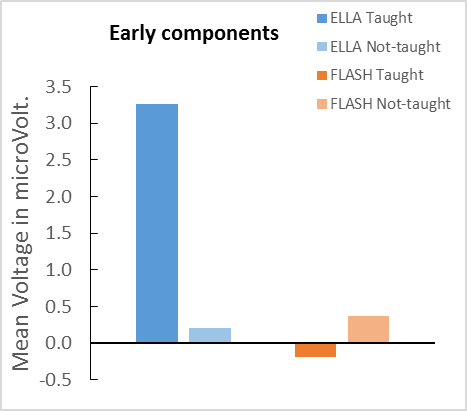 Early components
ELLA Taught
ELLA Not-taught
FLASH Taught
FLASH Not-taught
Mean Voltage in microVolt.
3.5
3.0
2.5
2.0
1.5
1.0
0.5
0.0
-0.5